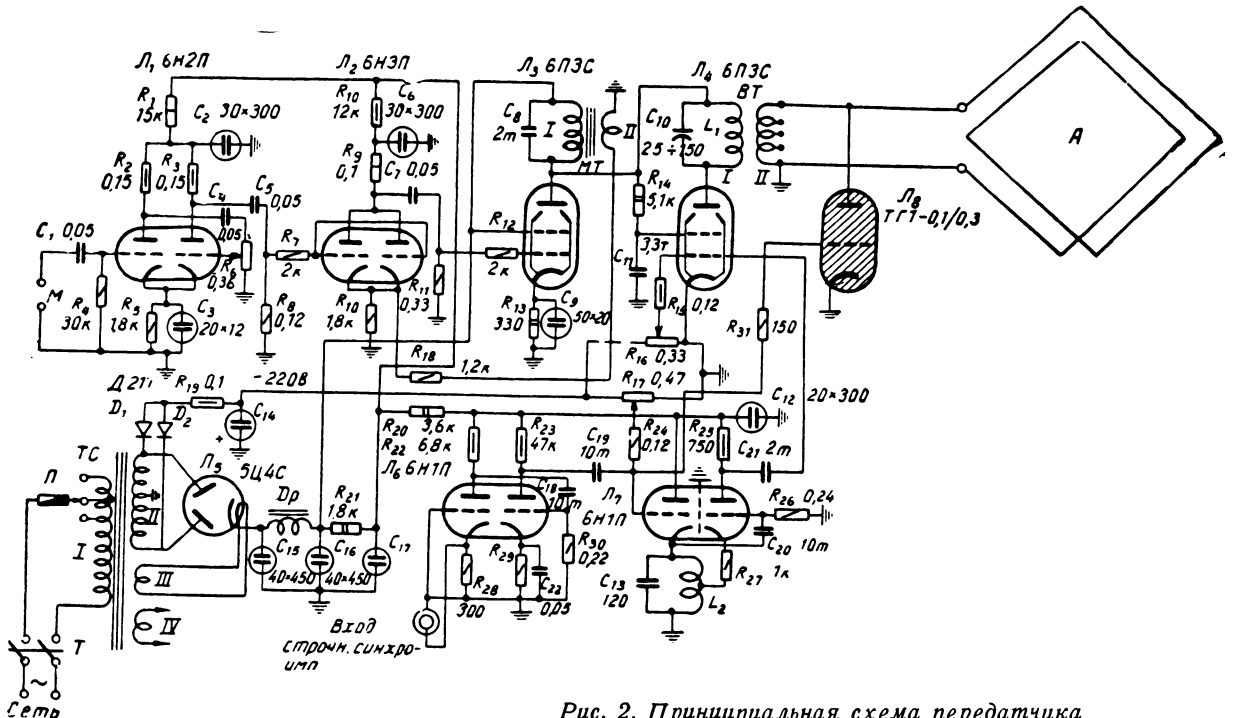 Л₁ 6Н2П
Л₂ 6Н3П
Л₃ 6П3С
Л₄ 6П3С
R₁
15к
C₂ 30×300
R₁₀
12к
C₆
30×300
C₈
2т
I
II
МТ
C₁₀
25÷150
L₁
I
ВТ
II
А
R₂
0,15
R₃
0,15
C₄
0,05
C₅
0,05
R₉
0,1
C₇ 0,05
R₁₄
5,1к
Л₈
ТГ1-0,1/0,3
C₁ 0,05
R₆
0,36
R₇
2к
R₁₂
2к
3,3т
C₁₁
М
R₄
30к
R₅
1,8к
C₃
20×12
R₈
0,12
R₁₀
1,8к
R₁₁
0,33
R₁₃
330
C₉
50×20
R₁₅
0,12
R₁₆ 0,33
R₃₁
150
R₁₈
1,2к
R₁₇ 0,47
Д211
R₁₉ 0,1
-220В
D₁
D₂
C₁₄
+
C₁₂ 20×300
R₂₀
3,6к
R₂₂
6,8к
R₂₃
47к
C₁₉
10т
R₂₄
0,12
R₂₅
750
C₂₁ 2т
ТС
П
Л₅
5Ц4С
Л₆ 6Н1П
C₁₈
10т
Л₇
6Н1П
R₂₆ 0,24
I
II
III
IV
Др
R₂₁
1,8к
C₁₅
40×450
C₁₆
40×450
C₁₇
R₃₀
0,22
C₂₀
10т
R₂₈
300
R₂₉
C₂₂
0,05
C₁₃
120
L₂
R₂₇
1к
Вход
строчн. синхро-
имп
Т
~
Сеть
Рис. 2. Принципиальная схема передатчика